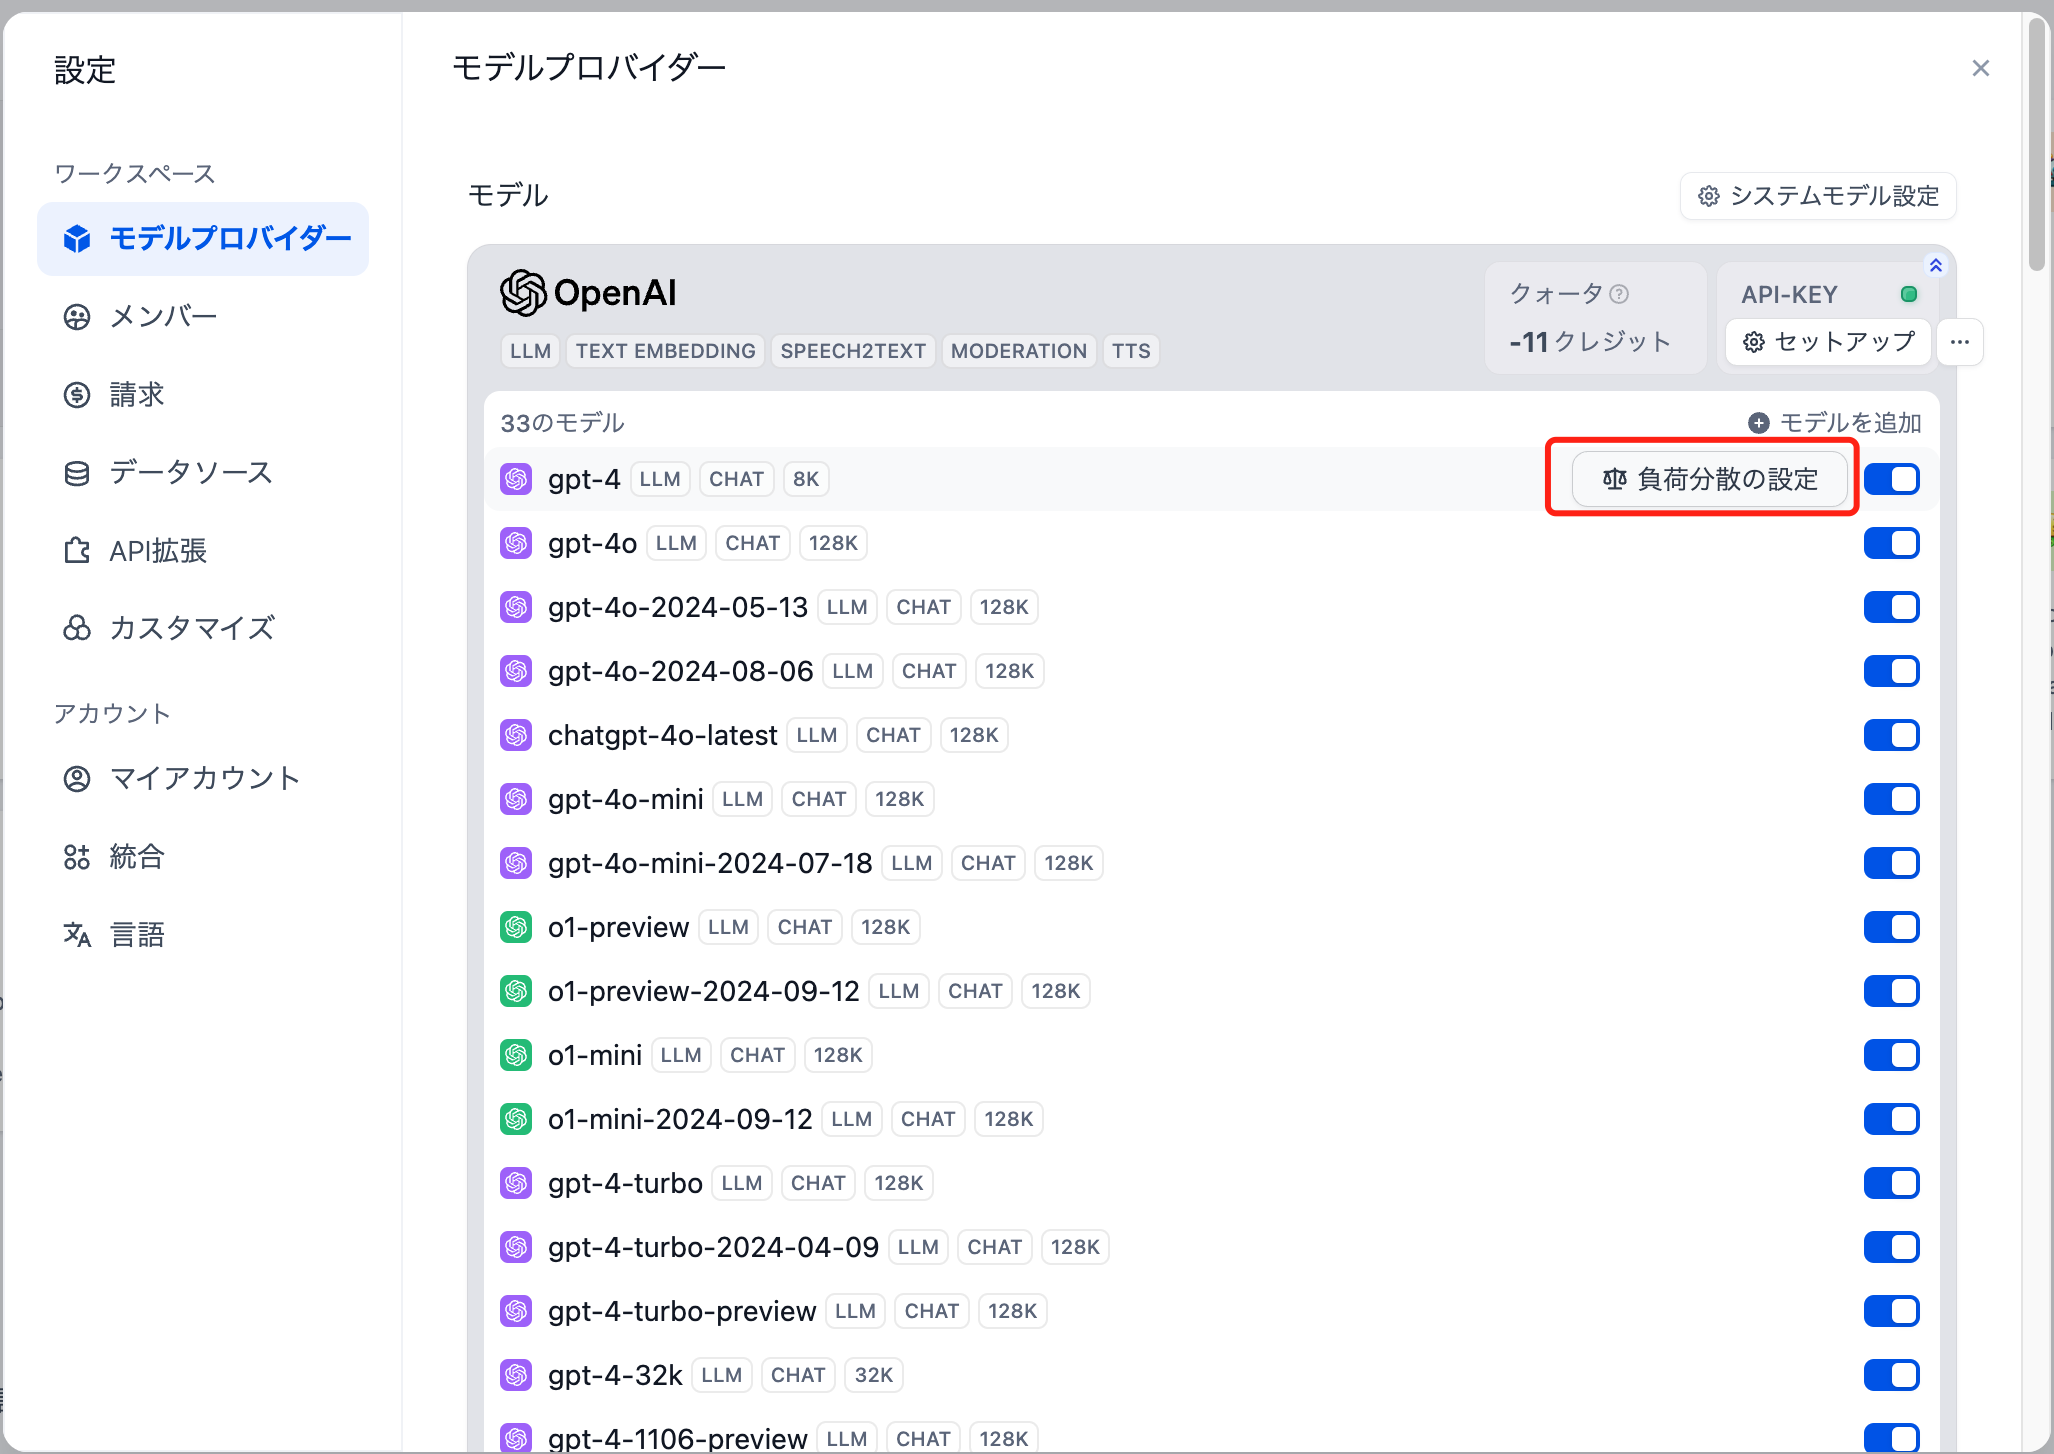 設定
ワークスペース
モデルプロバイダー
メンバー
請求
データソース
API拡張
カスタマイズ
アカウント
マイアカウント
統合
言語
モデルプロバイダー
モデル
システムモデル設定
OpenAI
LLM TEXT EMBEDDING SPEECH2TEXT MODERATION TTS
クォータ
-11 クレジット
API-KEY
セットアップ
33のモデル
モデルを追加
gpt-4 LLM CHAT 8K 負荷分散の設定
gpt-4o LLM CHAT 128K
gpt-4o-2024-05-13 LLM CHAT 128K
gpt-4o-2024-08-06 LLM CHAT 128K
chatgpt-4o-latest LLM CHAT 128K
gpt-4o-mini LLM CHAT 128K
gpt-4o-mini-2024-07-18 LLM CHAT 128K
o1-preview LLM CHAT 128K
o1-preview-2024-09-12 LLM CHAT 128K
o1-mini LLM CHAT 128K
o1-mini-2024-09-12 LLM CHAT 128K
gpt-4-turbo LLM CHAT 128K
gpt-4-turbo-2024-04-09 LLM CHAT 128K
gpt-4-turbo-preview LLM CHAT 128K
gpt-4-32k LLM CHAT 32K
gpt-4-1106-preview LLM CHAT 128K